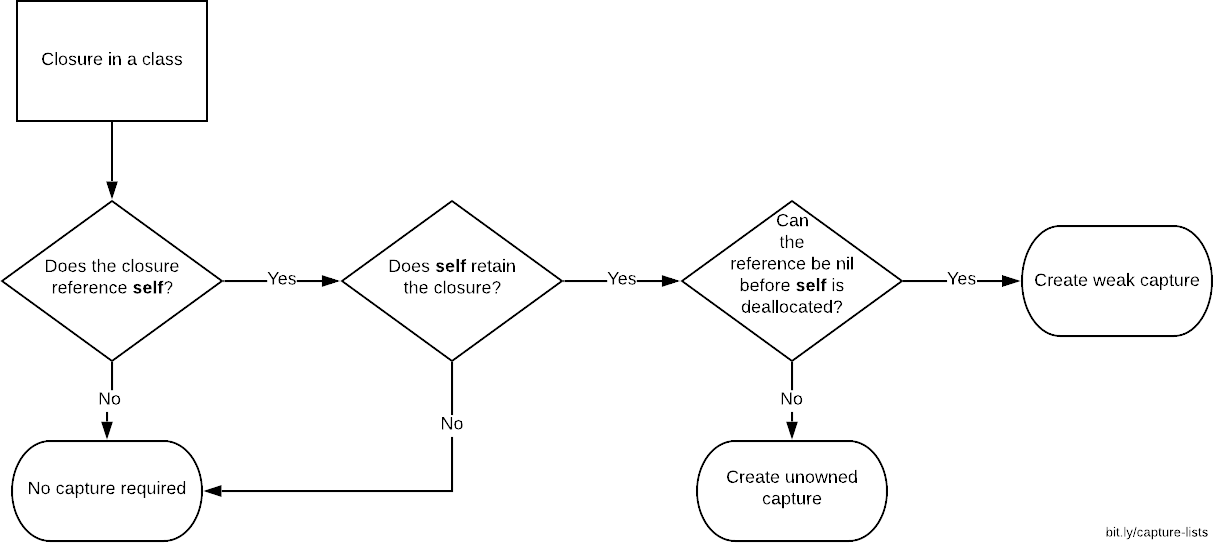 Closure in a class
Does the closure
reference self?
Yes
Does self retain
the closure?
Yes
Can
the
reference be nil
before self is
deallocated?
Yes
Create weak capture
No
No
No
No capture required
Create unowned
capture
bit.ly/capture-lists